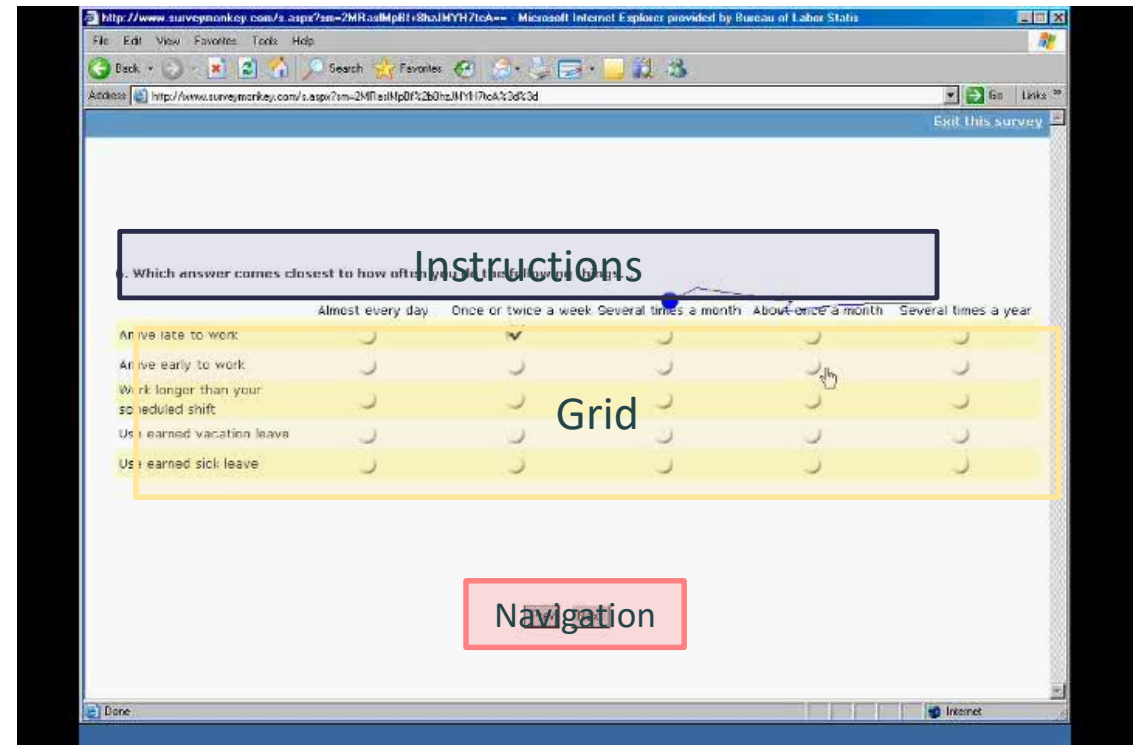 http://www.surveymonkey.com/s.aspx?sm= - Microsoft Internet Explorer provided by Bureau of Labor Statis
File Edit View Favorites Tools Help
Back Search Favorites
Address Go Links »
Exit this survey
Instructions
. Which answer comes closest to how often you do the following things...
Almost every day Once or twice a week Several times a month About once a month Several times a year
Arrive late to work
Arrive early to work
Work longer than your
scheduled shift
Grid
Use earned vacation leave
Use earned sick leave
Navigation
Prev Next
Done Internet